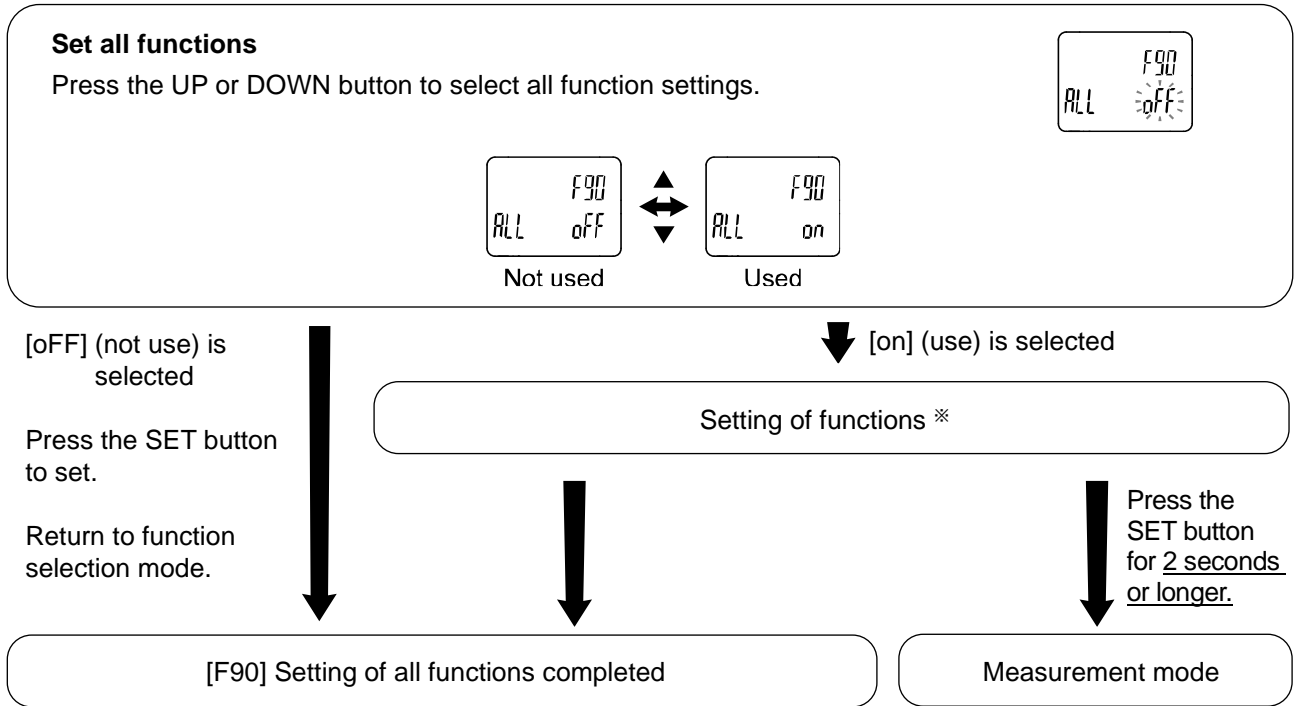 Set all functions
Press the UP or DOWN button to select all function settings.
F90
ALL oFF
F90
ALL oFF
F90
ALL on
Not used
Used
[oFF] (not use) is
selected
Press the SET button
to set.
Return to function
selection mode.
[on] (use) is selected
Setting of functions ※
Press the
SET button
for 2 seconds
or longer.
[F90] Setting of all functions completed
Measurement mode